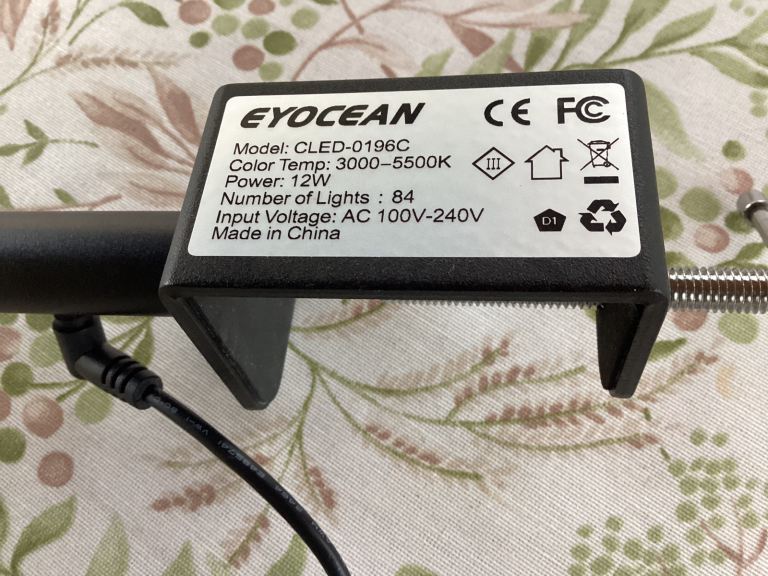 EYOCEAN CE FC
Model: CLED-0196C
Color Temp: 3000–5500K
Power: 12W
Number of Lights : 84
Input Voltage: AC 100V-240V
Made in China
III
D1